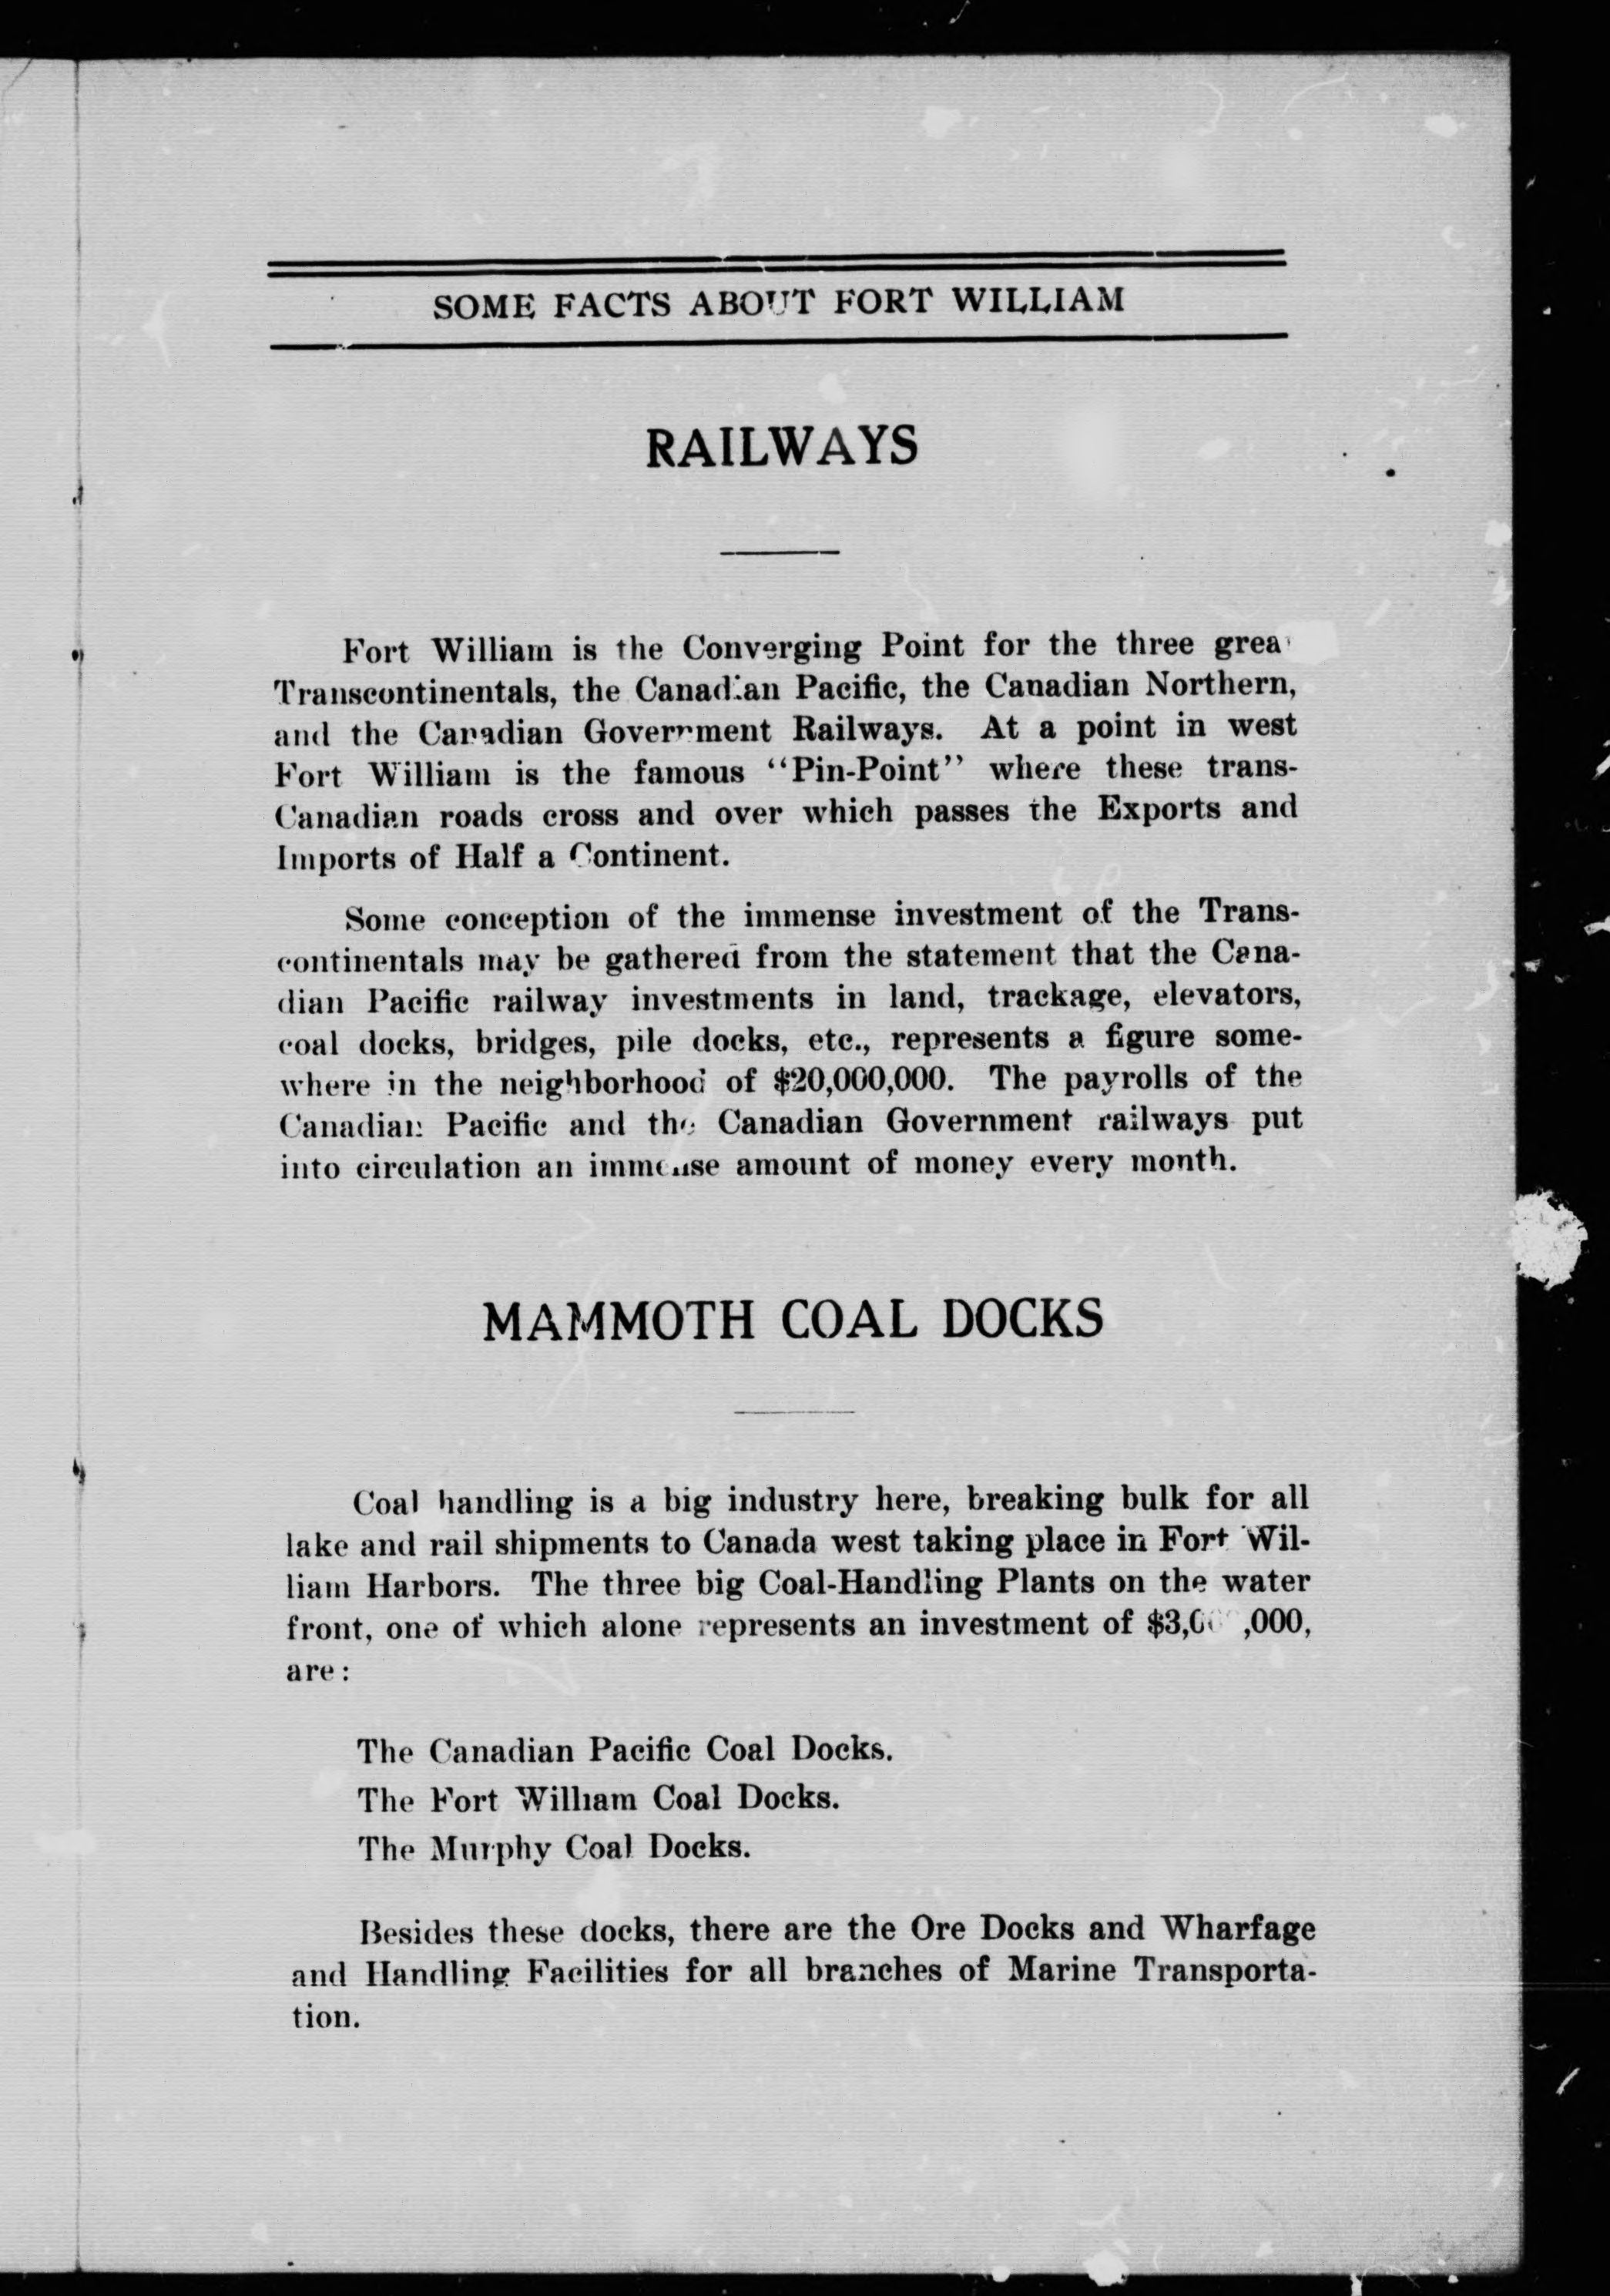 SOME FACTS ABOUT FORT WILLIAM
RAILWAYS
Fort William is the Converging Point for the three great
Transcontinentals, the Canadian Pacific, the Canadian Northern,
and the Canadian Government Railways. At a point in west
Fort William is the famous "Pin-Point" where these trans-
Canadian roads cross and over which passes the Exports and
Imports of Half a Continent.
Some conception of the immense investment of the Trans-
continentals may be gathered from the statement that the Cana-
dian Pacific railway investments in land, trackage, elevators,
coal docks, bridges, pile docks, etc., represents a figure some-
where in the neighborhood of $20,000,000. The payrolls of the
Canadian Pacific and the Canadian Government railways put
into circulation an immense amount of money every month.
MAMMOTH COAL DOCKS
Coal handling is a big industry here, breaking bulk for all
lake and rail shipments to Canada west taking place in Fort Wil-
liam Harbors. The three big Coal-Handling Plants on the water
front, one of which alone represents an investment of
are:
The Canadian Pacific Coal Docks.
The Fort William Coal Docks.
The Murphy Coal Docks.
Besides these docks, there are the Ore Docks and Wharfage
and Handling Facilities for all branches of Marine Transporta-
tion.